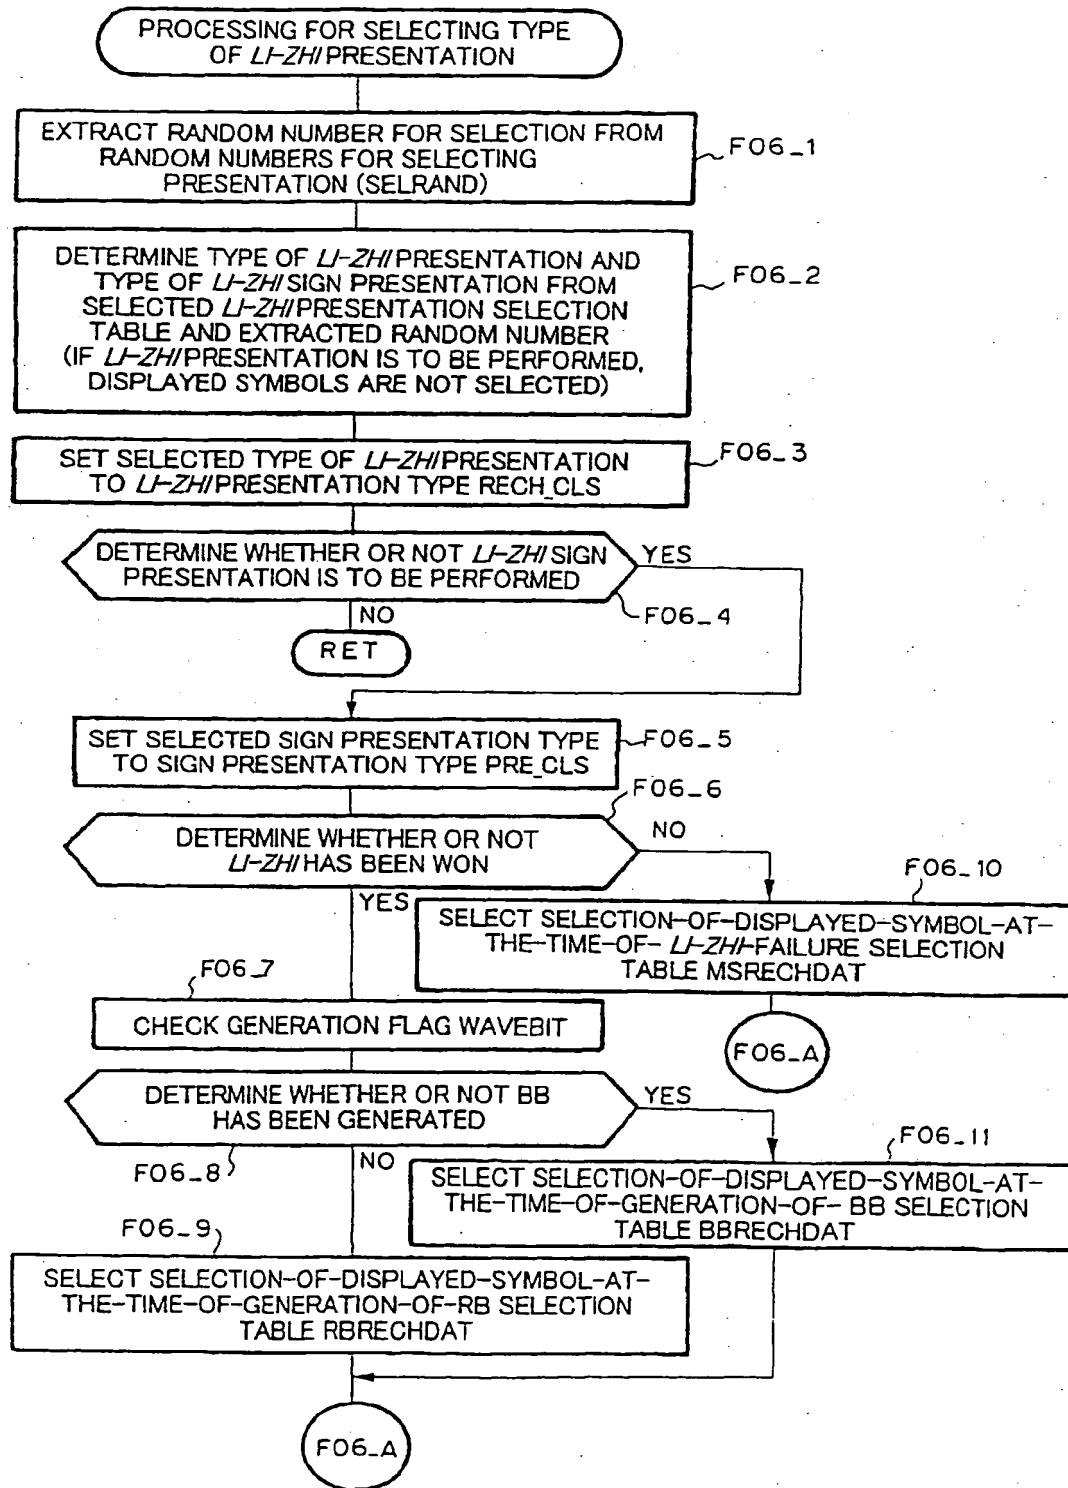 PROCESSING FOR SELECTING TYPE
OF LI-ZHI PRESENTATION
EXTRACT RANDOM NUMBER FOR SELECTION FROM
RANDOM NUMBERS FOR SELECTING
PRESENTATION (SELRAND)
F06_1
DETERMINE TYPE OF LI-ZHI PRESENTATION AND
TYPE OF LI-ZHI SIGN PRESENTATION FROM
SELECTED LI-ZHI PRESENTATION SELECTION
TABLE AND EXTRACTED RANDOM NUMBER
(IF LI-ZHI PRESENTATION IS TO BE PERFORMED,
DISPLAYED SYMBOLS ARE NOT SELECTED)
F06_2
SET SELECTED TYPE OF LI-ZHI PRESENTATION
TO LI-ZHI PRESENTATION TYPE RECH_CLS
F06_3
DETERMINE WHETHER OR NOT LI-ZHI SIGN
PRESENTATION IS TO BE PERFORMED
YES
F06_4
NO
RET
SET SELECTED SIGN PRESENTATION TYPE
TO SIGN PRESENTATION TYPE PRE_CLS
F06_5
F06_6
DETERMINE WHETHER OR NOT
LI-ZHI HAS BEEN WON
NO
YES
F06_10
SELECT SELECTION-OF-DISPLAYED-SYMBOL-AT-
THE-TIME-OF- LI-ZHI-FAILURE SELECTION
TABLE MSRECHDAT
F06_A
F06_7
CHECK GENERATION FLAG WAVEBIT
DETERMINE WHETHER OR NOT BB
HAS BEEN GENERATED
YES
F06_8
NO
F06_11
SELECT SELECTION-OF-DISPLAYED-SYMBOL-AT-
THE-TIME-OF-GENERATION-OF- BB SELECTION
TABLE BBRECHDAT
F06_9
SELECT SELECTION-OF-DISPLAYED-SYMBOL-AT-
THE-TIME-OF-GENERATION-OF-RB SELECTION
TABLE RBRECHDAT
F06_A